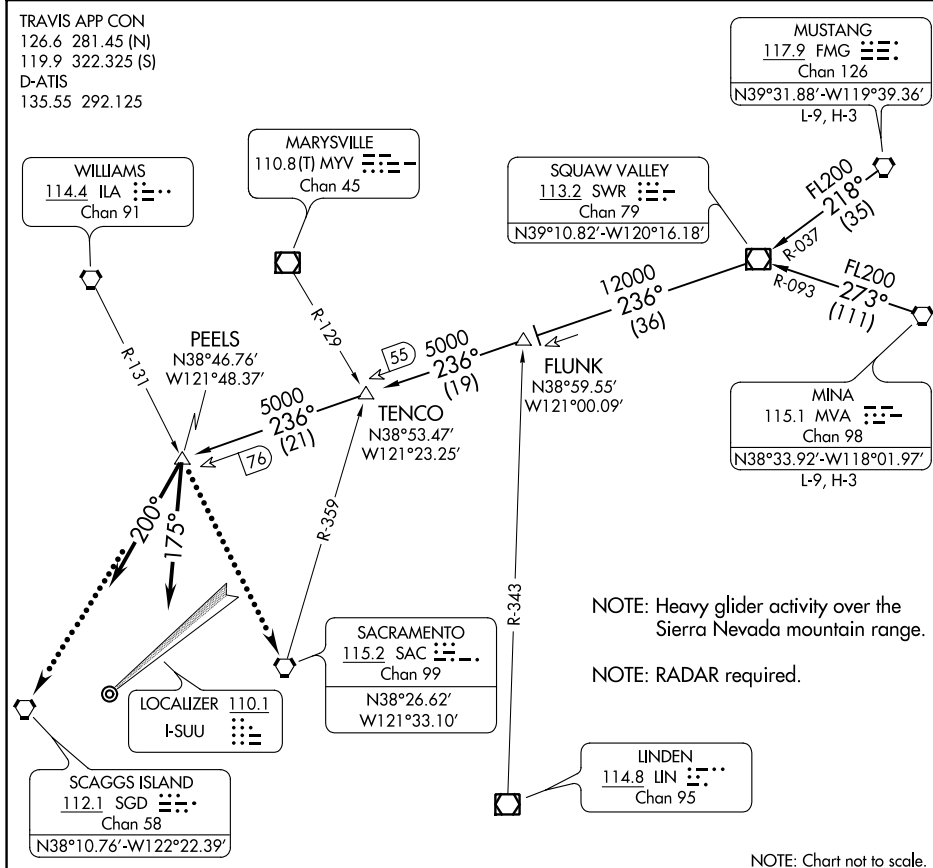 TRAVIS APP CON
126.6 281.45 (N)
119.9 322.325 (S)
D-ATIS
135.55 292.125
MUSTANG
117.9 FMG
Chan 126
N39°31.88’-W119°39.36’
L-9, H-3
MARYSVILLE
110.8(T) MYV
Chan 45
WILLIAMS
114.4 ILA
Chan 91
SQUAW VALLEY
113.2 SWR
Chan 79
N39°10.82’-W120°16.18’
FL200
218°
(35)
R-037
FL200
273°
(111)
R-093
12000
236°
(36)
R-129
R-131
PEELS
N38°46.76’
W121°48.37’
55
5000
236°
(19)
FLUNK
N38°59.55’
W121°00.09’
TENCO
N38°53.47’
W121°23.25’
5000
236°
(21)
76
MINA
115.1 MVA
Chan 98
N38°33.92’-W118°01.97’
L-9, H-3
200°
175°
R-359
R-343
NOTE: Heavy glider activity over the
Sierra Nevada mountain range.
NOTE: RADAR required.
SACRAMENTO
115.2 SAC
Chan 99
N38°26.62’
W121°33.10’
LOCALIZER 110.1
I-SUU
SCAGGS ISLAND
112.1 SGD
Chan 58
N38°10.76’-W122°22.39’
LINDEN
114.8 LIN
Chan 95
NOTE: Chart not to scale.